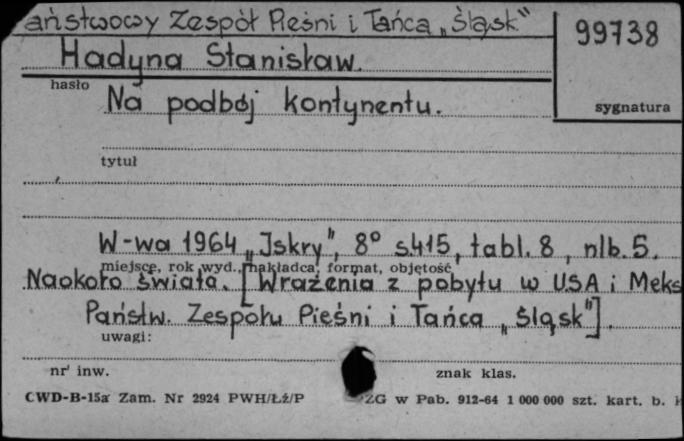 aństwowy Zespół Pieśni i Tańca „Śląsk"
99738
Hadyna Stanisław.
hasło
Na podbój kontynentu.
sygnatura
tytuł
W-wa 1964 „Iskry", 8° s.415, tabl. 8, nlb. 5.
miejsce, rok wyd., nakładca, format, objętość
Naokoło świata. [Wrażenia z pobytu w USA i Meks
Państw. Zespołu Pieśni i Tańca „Śląsk"].
uwagi:
nr inw.
znak klas.
CWD-B-15a Zam. Nr 2924 PWH/Łź/P ZG w Pab. 912-64 1 000 000 szt. kart. b.